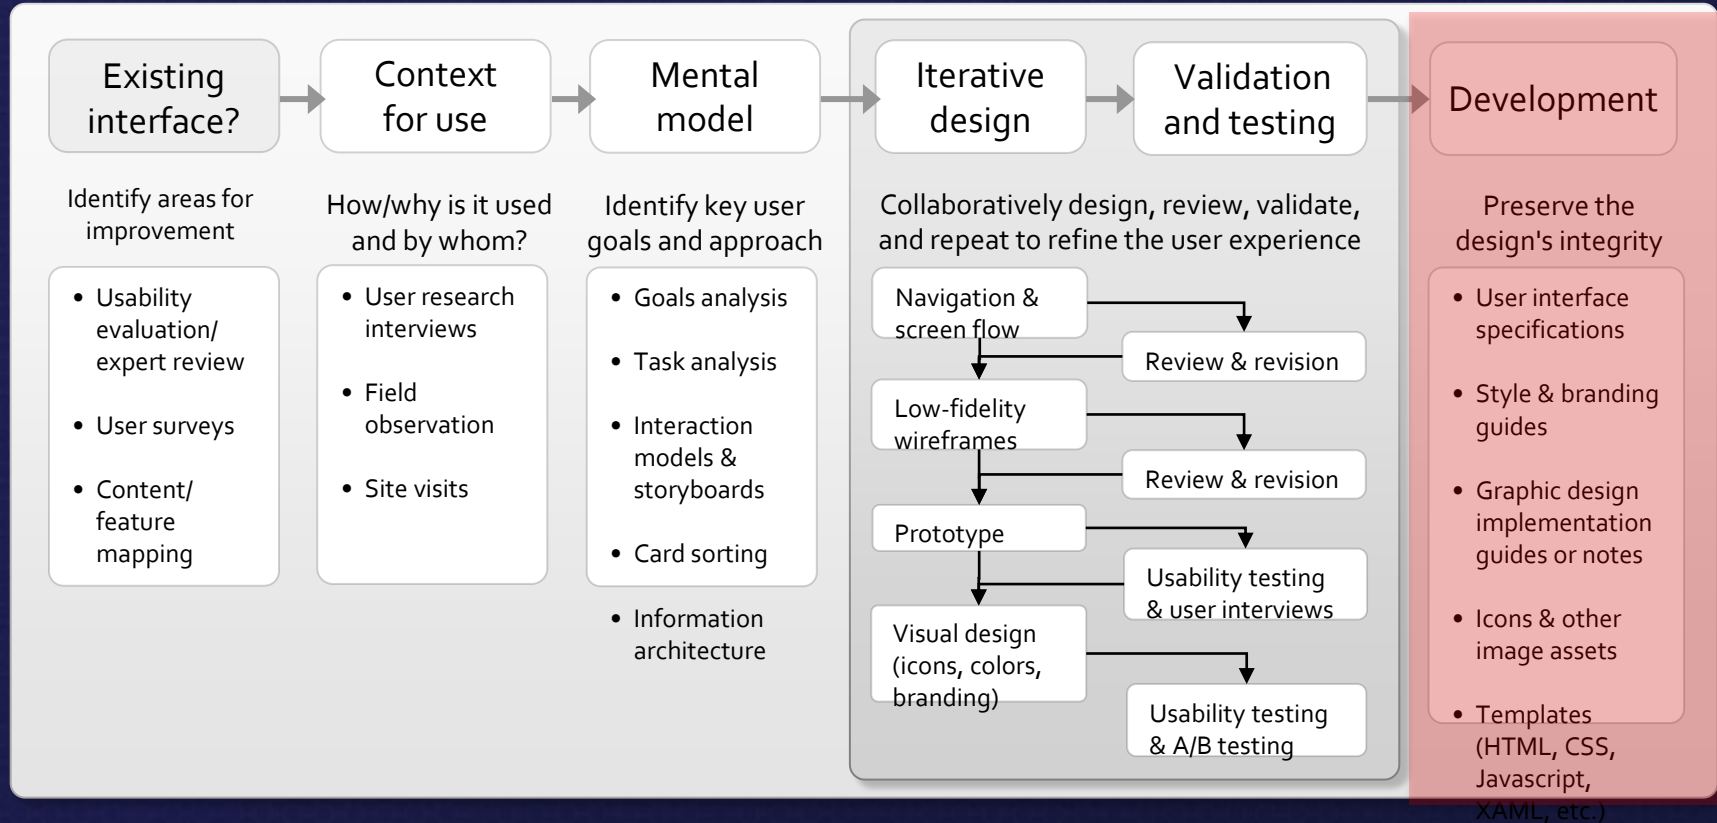 Existing
interface?
Context
for use
Mental
model
Iterative
design
Validation
and testing
Development
Identify areas for
improvement
• Usability
evaluation/
expert review
• User surveys
• Content/
feature
mapping
How/why is it used
and by whom?
• User research
interviews
• Field
observation
• Site visits
Identify key user
goals and approach
• Goals analysis
• Task analysis
• Interaction
models &
storyboards
• Card sorting
• Information
architecture
Collaboratively design, review, validate,
and repeat to refine the user experience
Navigation &
screen flow
Review & revision
Low-fidelity
wireframes
Review & revision
Prototype
Usability testing
& user interviews
Visual design
(icons, colors,
branding)
Usability testing
& A/B testing
Preserve the
design's integrity
• User interface
specifications
• Style & branding
guides
• Graphic design
implementation
guides or notes
• Icons & other
image assets
• Templates
(HTML, CSS,
Javascript,
XAML, etc.)